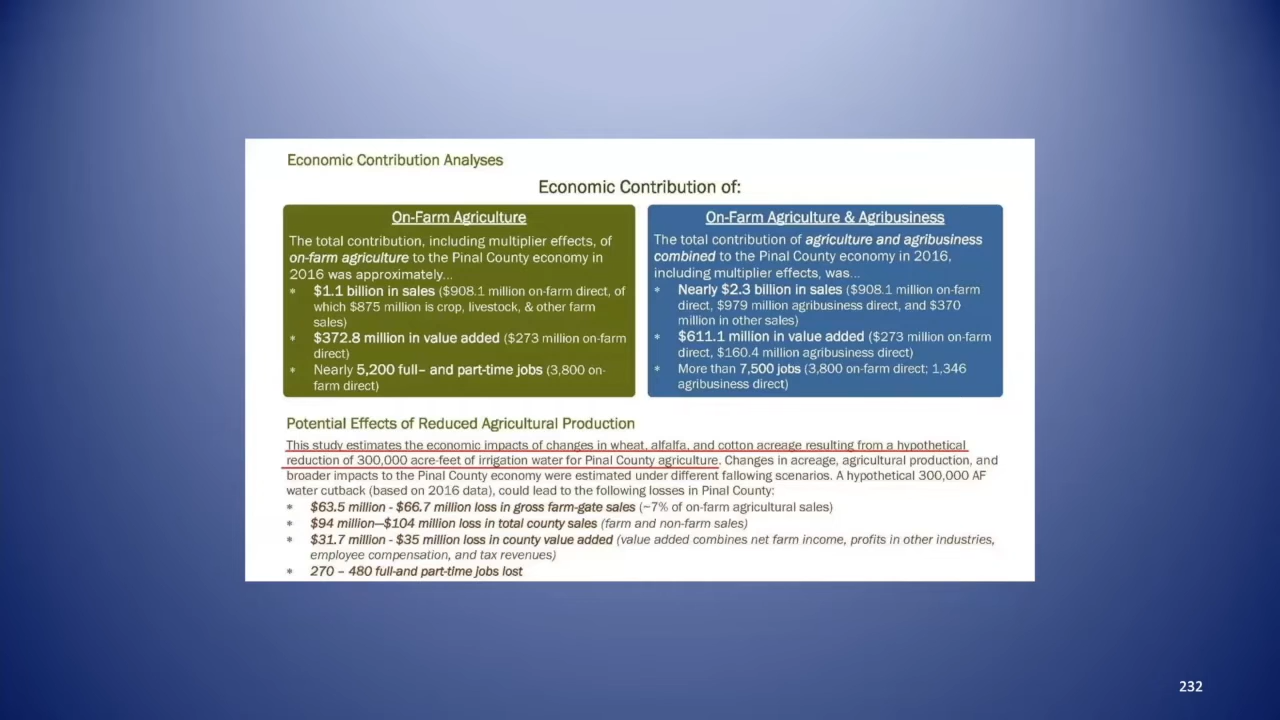 Economic Contribution Analyses
Economic Contribution of:
On-Farm Agriculture
The total contribution, including multiplier effects, of
on-farm agriculture to the Pinal County economy in
2016 was approximately...
* $1.1 billion in sales ($908.1 million on-farm direct, of
which $875 million is crop, livestock, & other farm
sales)
* $372.8 million in value added ($273 million on-farm
direct)
* Nearly 5,200 full– and part-time jobs (3,800 on-
farm direct)
On-Farm Agriculture & Agribusiness
The total contribution of agriculture and agribusiness
combined to the Pinal County economy in 2016,
including multiplier effects, was...
* Nearly $2.3 billion in sales ($908.1 million on-farm
direct, $979 million agribusiness direct, and $370
million in other sales)
* $611.1 million in value added ($273 million on-farm
direct, $160.4 million agribusiness direct)
* More than 7,500 jobs (3,800 on-farm direct; 1,346
agribusiness direct)
Potential Effects of Reduced Agricultural Production
This study estimates the economic impacts of changes in wheat, alfalfa, and cotton acreage resulting from a hypothetical
reduction of 300,000 acre-feet of irrigation water for Pinal County agriculture. Changes in acreage, agricultural production, and
broader impacts to the Pinal County economy were estimated under different fallowing scenarios. A hypothetical 300,000 AF
water cutback (based on 2016 data), could lead to the following losses in Pinal County:
* $63.5 million - $66.7 million loss in gross farm-gate sales (~7% of on-farm agricultural sales)
* $94 million—$104 million loss in total county sales (farm and non-farm sales)
* $31.7 million - $35 million loss in county value added (value added combines net farm income, profits in other industries,
employee compensation, and tax revenues)
* 270 – 480 full-and part-time jobs lost
232